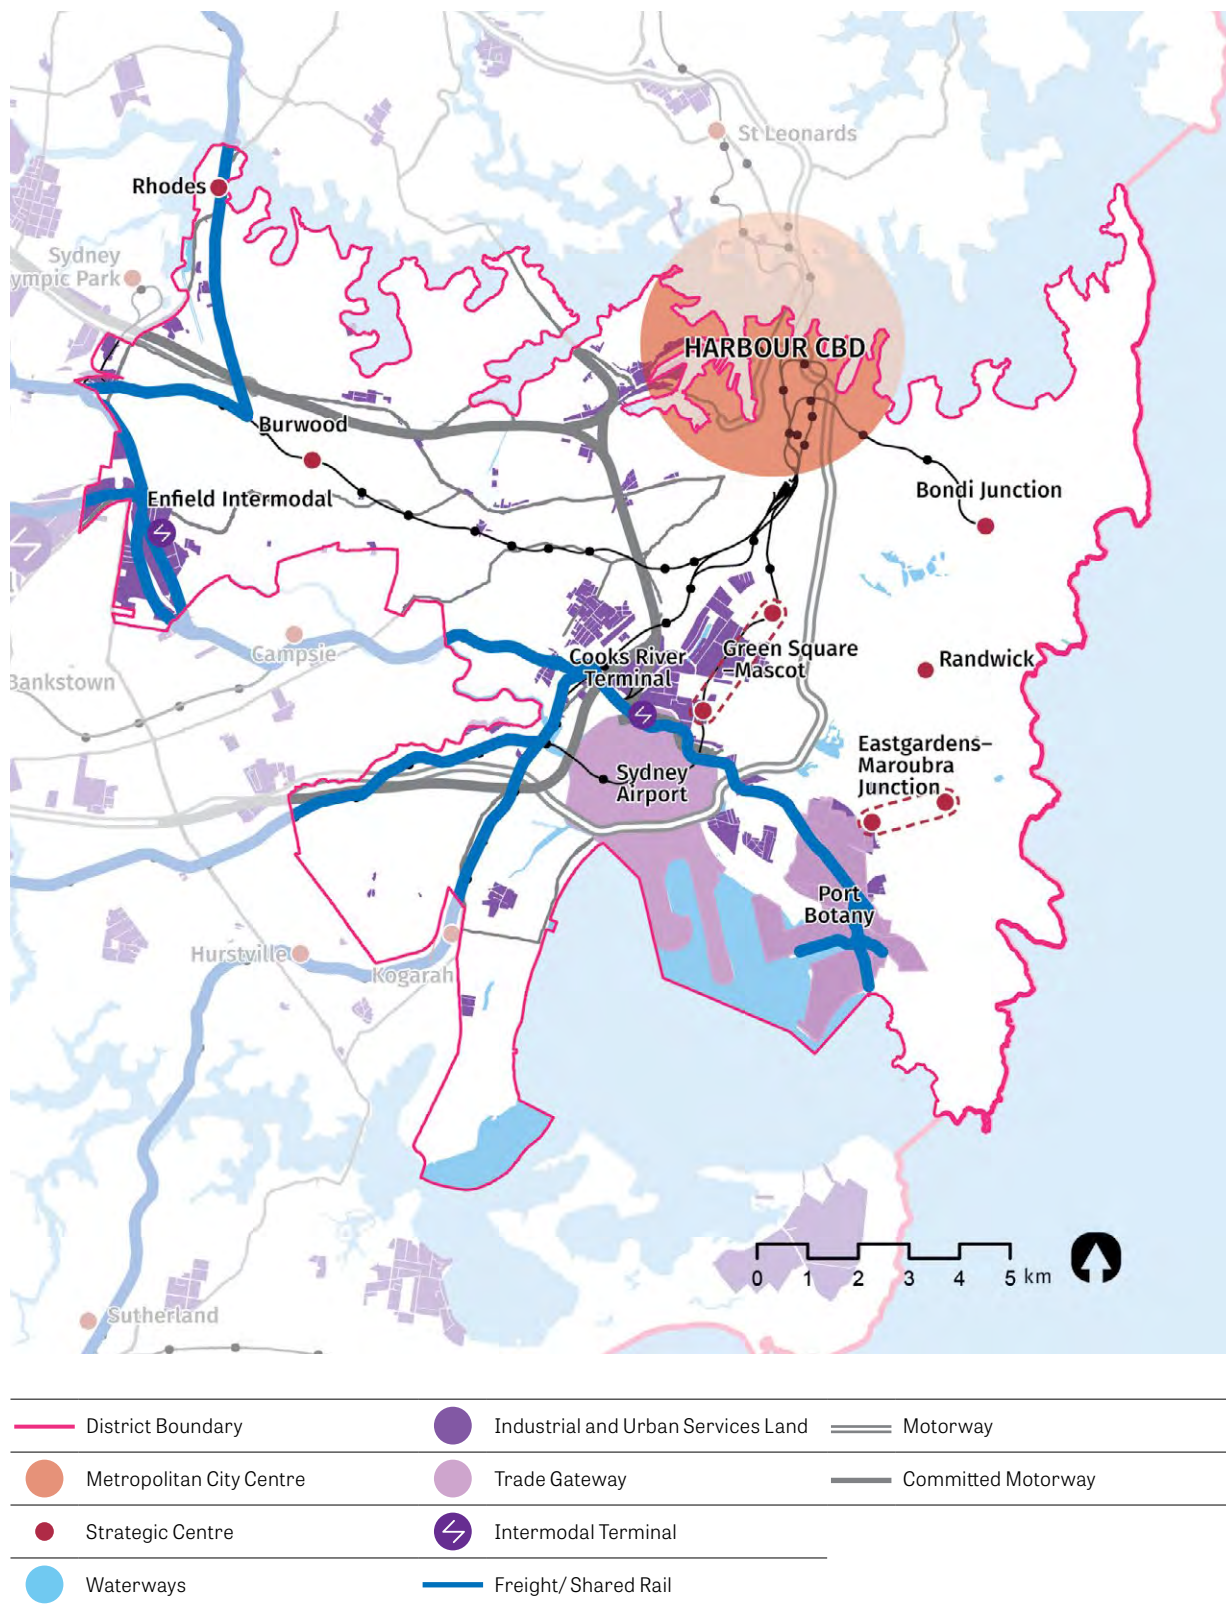 St Leonards
Rhodes
Sydney
ympic Park
HARBOUR CBD
Burwood
Bondi Junction
Enfield Intermodal
Campsie
Cooks River
Terminal
Green Square
–Mascot
Randwick
Bankstown
Eastgardens–
Maroubra
Junction
Sydney
Airport
Port
Botany
Hurstville
Kogarah
0 1 2 3 4 5 km
Sutherland
District Boundary
Industrial and Urban Services Land
Motorway
Metropolitan City Centre
Trade Gateway
Committed Motorway
Strategic Centre
Intermodal Terminal
Waterways
Freight/ Shared Rail